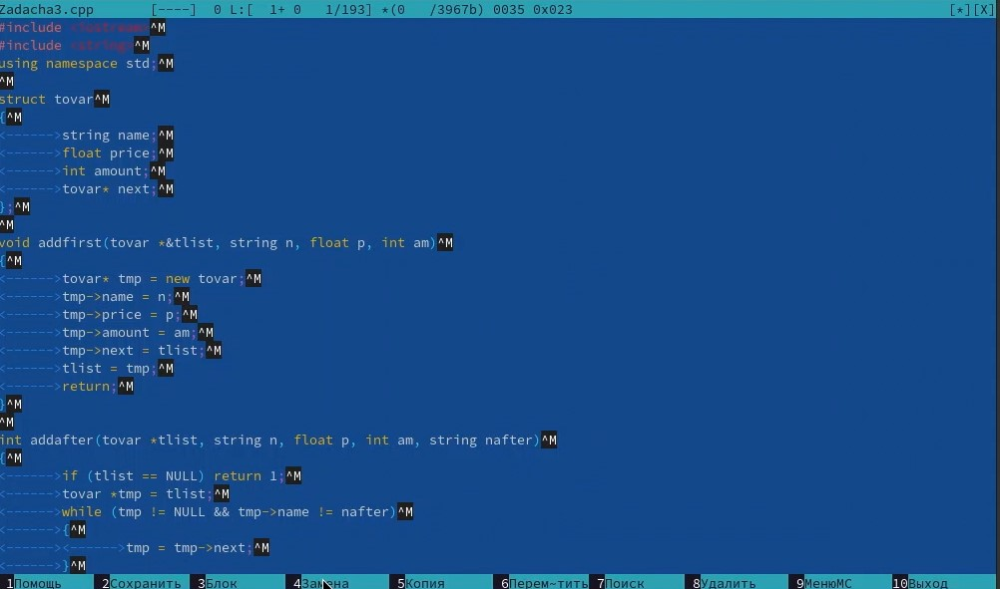 Zadacha3.cpp [----] 0 L:[ 1+ 0 1/193] *(0 /3967b) 0035 0x023 [*][X]
#include <iostream>^M
#include <string>^M
using namespace std;^M
^M
struct tovar^M
{^M
<------>string name;^M
<------>float price;^M
<------>int amount;^M
<------>tovar* next;^M
};^M
^M
void addfirst(tovar *&tlist, string n, float p, int am)^M
{^M
<------>tovar* tmp = new tovar;^M
<------>tmp->name = n;^M
<------>tmp->price = p;^M
<------>tmp->amount = am;^M
<------>tmp->next = tlist;^M
<------>tlist = tmp;^M
<------>return;^M
}^M
^M
int addafter(tovar *tlist, string n, float p, int am, string nafter)^M
{^M
<------>if (tlist == NULL) return 1;^M
<------>tovar *tmp = tlist;^M
<------>while (tmp != NULL && tmp->name != nafter)^M
<------>{^M
<------><------>tmp = tmp->next;^M
<------>}^M
1Помощь 2Сохранить 3Блок 4Замена 5Копия 6Перем~тить 7Поиск 8Удалить 9МенюМС 10Выход